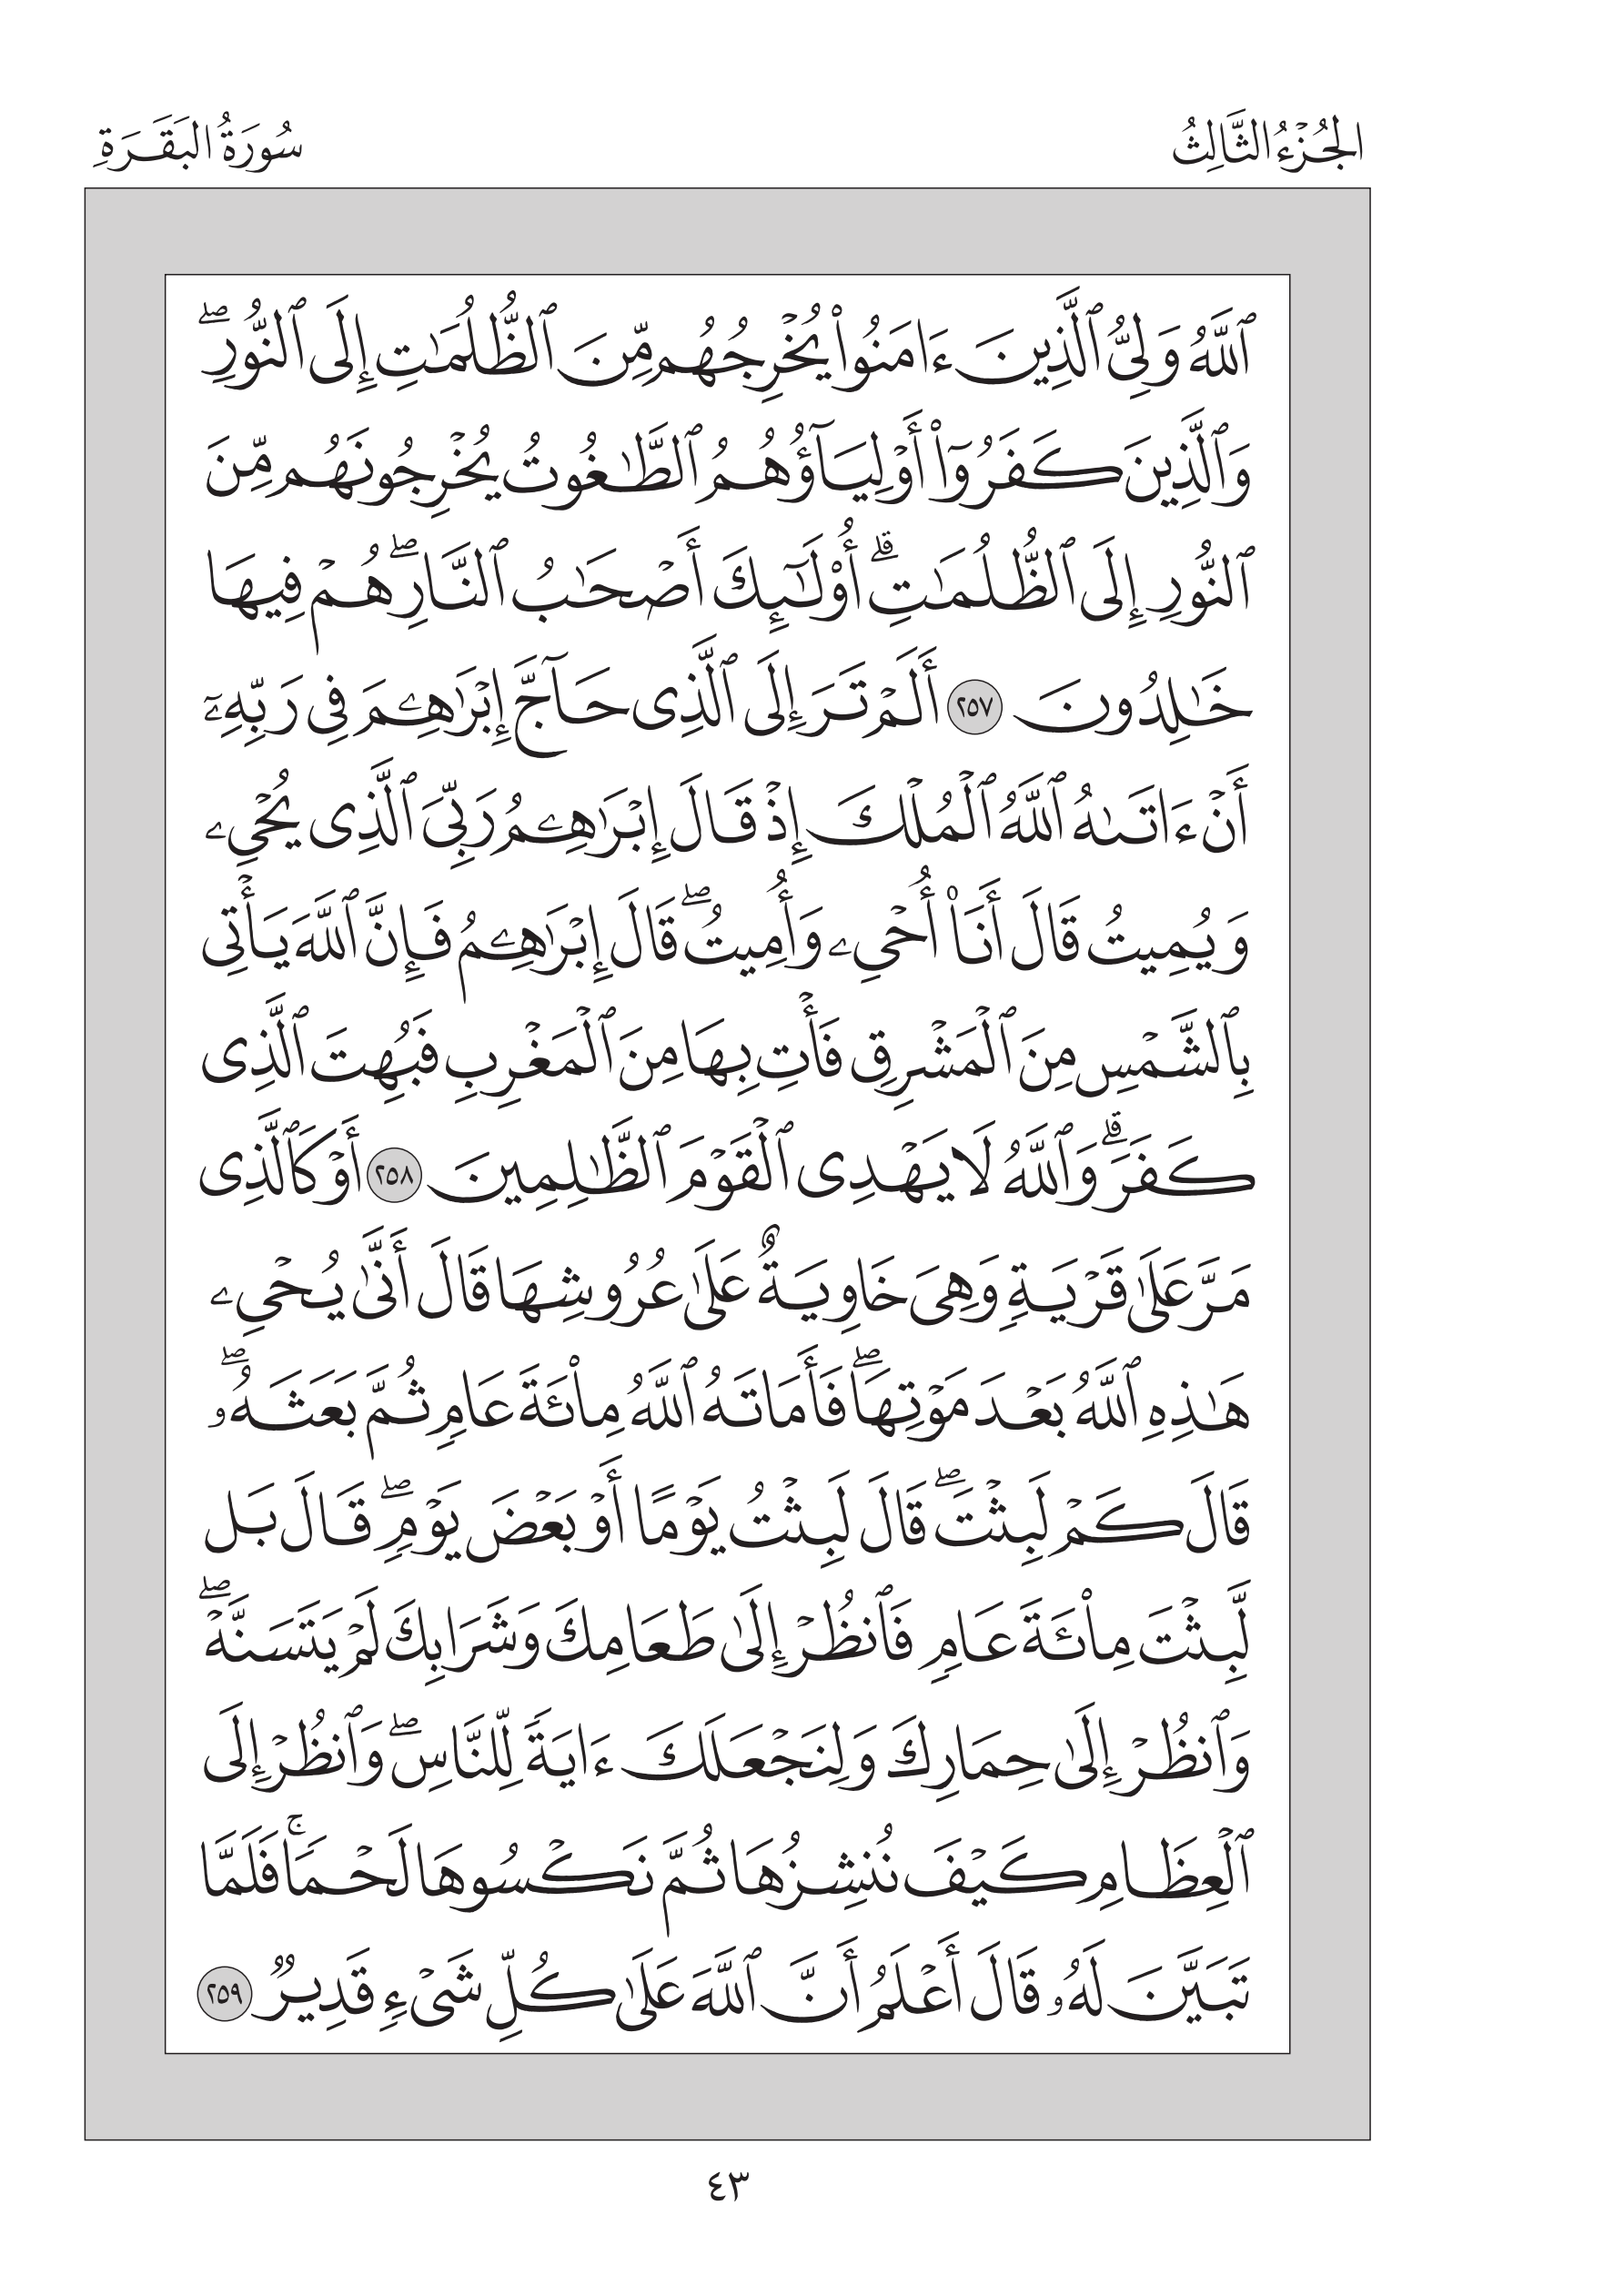 الجُزْءُ الثَّالِثُ
سُورَةُ البَقَرَةِ
ٱللَّهُ وَلِىُّ ٱلَّذِينَ ءَامَنُوا۟ يُخْرِجُهُم مِّنَ ٱلظُّلُمَـٰتِ إِلَى ٱلنُّورِ ۖ
وَٱلَّذِينَ كَفَرُوٓا۟ أَوْلِيَآؤُهُمُ ٱلطَّـٰغُوتُ يُخْرِجُونَهُم مِّنَ
ٱلنُّورِ إِلَى ٱلظُّلُمَـٰتِ ۗ أُو۟لَـٰٓئِكَ أَصْحَـٰبُ ٱلنَّارِ ۖ هُمْ فِيهَا
خَـٰلِدُونَ ٢٥٧ أَلَمْ تَرَ إِلَى ٱلَّذِى حَآجَّ إِبْرَٰهِـۧمَ فِى رَبِّهِۦٓ
أَنْ ءَاتَىٰهُ ٱللَّهُ ٱلْمُلْكَ إِذْ قَالَ إِبْرَٰهِـۧمُ رَبِّىَ ٱلَّذِى يُحْىِۦ
وَيُمِيتُ قَالَ أَنَا۠ أُحْىِۦ وَأُمِيتُ ۖ قَالَ إِبْرَٰهِـۧمُ فَإِنَّ ٱللَّهَ يَأْتِى
بِٱلشَّمْسِ مِنَ ٱلْمَشْرِقِ فَأْتِ بِهَا مِنَ ٱلْمَغْرِبِ فَبُهِتَ ٱلَّذِى
كَفَرَ ۗ وَٱللَّهُ لَا يَهْدِى ٱلْقَوْمَ ٱلظَّـٰلِمِينَ ٢٥٨ أَوْ كَٱلَّذِى
مَرَّ عَلَىٰ قَرْيَةٍ وَهِىَ خَاوِيَةٌ عَلَىٰ عُرُوشِهَا قَالَ أَنَّىٰ يُحْىِۦ
هَـٰذِهِ ٱللَّهُ بَعْدَ مَوْتِهَا ۖ فَأَمَاتَهُ ٱللَّهُ مِا۟ئَةَ عَامٍ ثُمَّ بَعَثَهُۥ ۖ
قَالَ كَمْ لَبِثْتَ ۖ قَالَ لَبِثْتُ يَوْمًا أَوْ بَعْضَ يَوْمٍ ۖ قَالَ بَل
لَّبِثْتَ مِا۟ئَةَ عَامٍ فَٱنظُرْ إِلَىٰ طَعَامِكَ وَشَرَابِكَ لَمْ يَتَسَنَّهْ ۖ
وَٱنظُرْ إِلَىٰ حِمَارِكَ وَلِنَجْعَلَكَ ءَايَةً لِّلنَّاسِ ۖ وَٱنظُرْ إِلَى
ٱلْعِظَامِ كَيْفَ نُنشِزُهَا ثُمَّ نَكْسُوهَا لَحْمًا ۚ فَلَمَّا
تَبَيَّنَ لَهُۥ قَالَ أَعْلَمُ أَنَّ ٱللَّهَ عَلَىٰ كُلِّ شَىْءٍ قَدِيرٌ ٢٥٩
٤٣